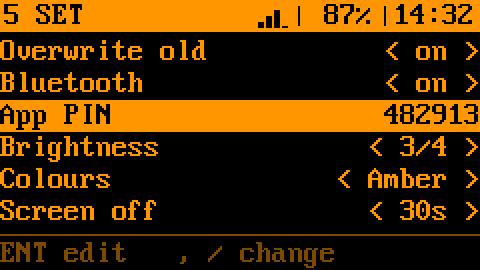 5 SET | 87% | 14:32
Overwrite old < on >
Bluetooth < on >
App PIN 482913
Brightness < 3/4 >
Colours < Amber >
Screen off < 30s >
ENT edit , / change